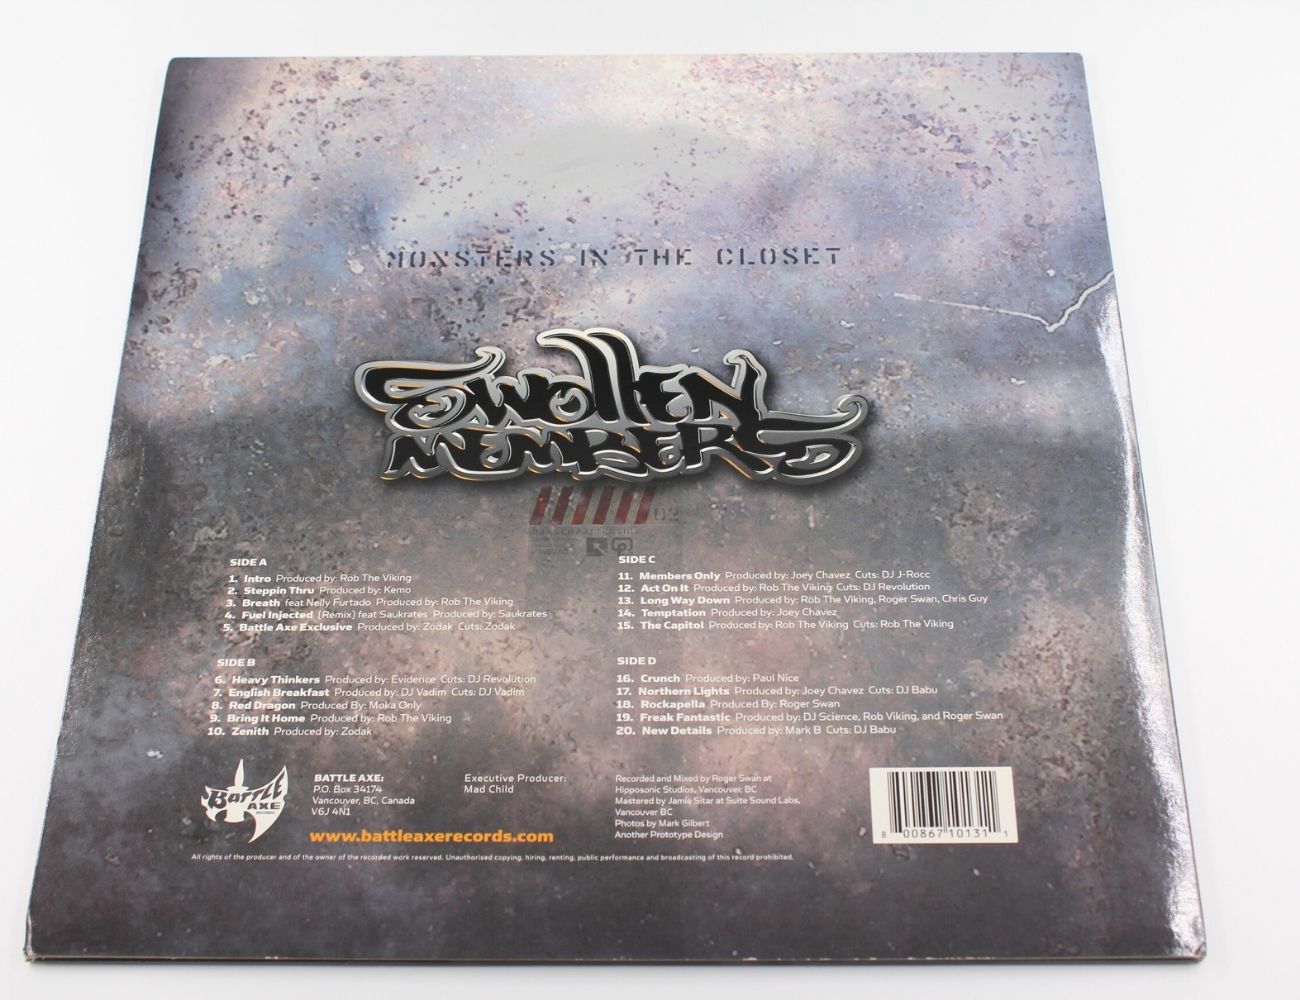 MONSTERS IN THE CLOSET
SWOLLEN
MEMBERS
02
SIDE A
1. Intro Produced by: Rob The Viking
2. Steppin Thru Produced by: Kemo
3. Breath feat Nelly Furtado Produced by: Rob The Viking
4. Fuel Injected (Remix) feat Saukrates Produced by: Saukrates
5. Battle Axe Exclusive Produced by: Zodak Cuts: Zodak
SIDE B
6. Heavy Thinkers Produced by: Evidence Cuts: DJ Revolution
7. English Breakfast Produced by: DJ Vadim Cuts: DJ Vadim
8. Red Dragon Produced By: Moka Only
9. Bring It Home Produced by: Rob The Viking
10. Zenith Produced by: Zodak
SIDE C
11. Members Only Produced by: Joey Chavez Cuts: DJ J-Rocc
12. Act On It Produced by: Rob The Viking Cuts: DJ Revolution
13. Long Way Down Produced by: Rob The Viking, Roger Swan, Chris Guy
14. Temptation Produced by: Joey Chavez
15. The Capitol Produced by: Rob The Viking Cuts: Rob The Viking
SIDE D
16. Crunch Produced by: Paul Nice
17. Northern Lights Produced by: Joey Chavez Cuts: DJ Babu
18. Rockapella Produced By: Roger Swan
19. Freak Fantastic Produced by: DJ Science, Rob Viking, and Roger Swan
20. New Details Produced by: Mark B Cuts: DJ Babu
BATTLE
AXE
RECORDS
BATTLE AXE:
P.O. Box 34174
Vancouver, BC, Canada
V6J 4N1
www.battleaxerecords.com
Executive Producer:
Mad Child
Recorded and Mixed by Roger Swan at
Hipposonic Studios, Vancouver, BC
Mastered by Jamie Sitar at Suite Sound Labs,
Vancouver BC
Photos by Mark Gilbert
Another Prototype Design
8 00867 10131 1
All rights of the producer and of the owner of the recorded work reserved. Unauthorised copying, hiring, renting, public performance and broadcasting of this record prohibited.